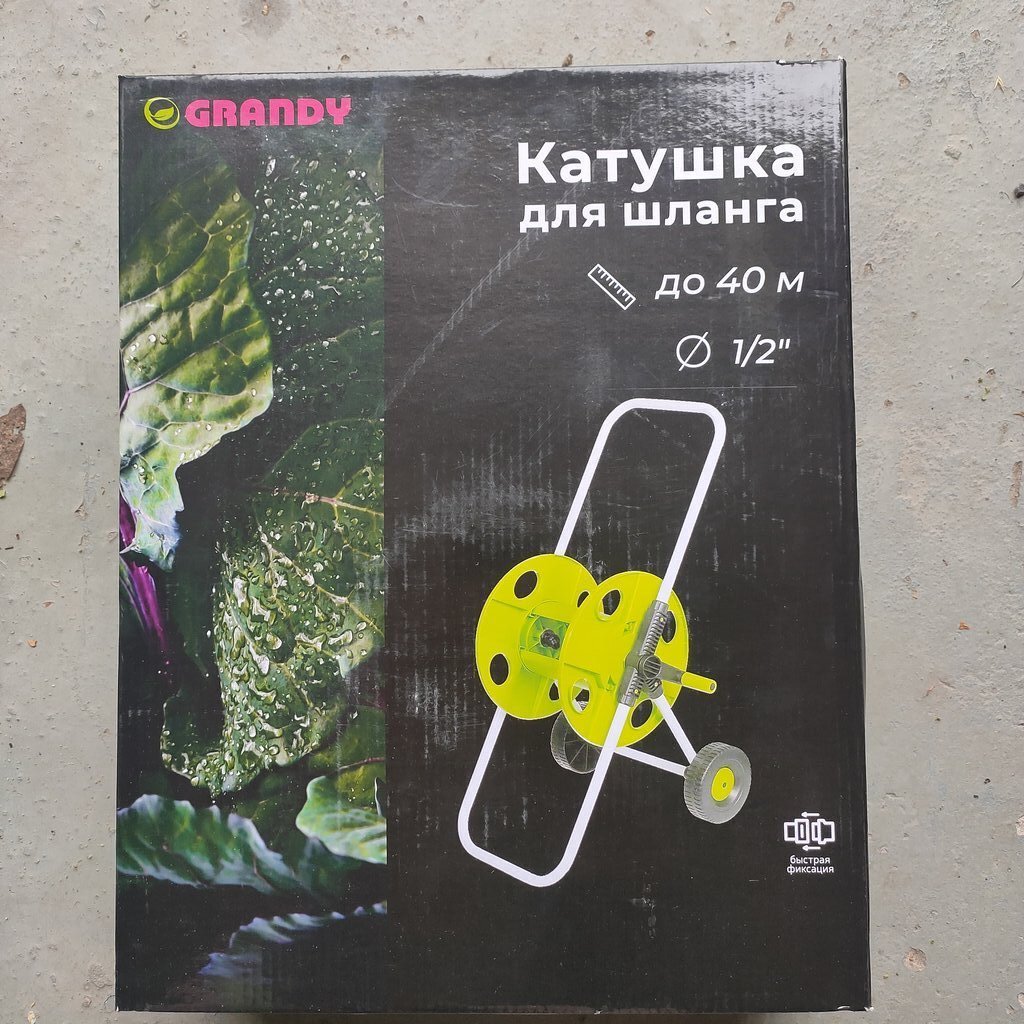 GRANDY
Катушка
для шланга
до 40 м
1/2"
быстрая
фиксация